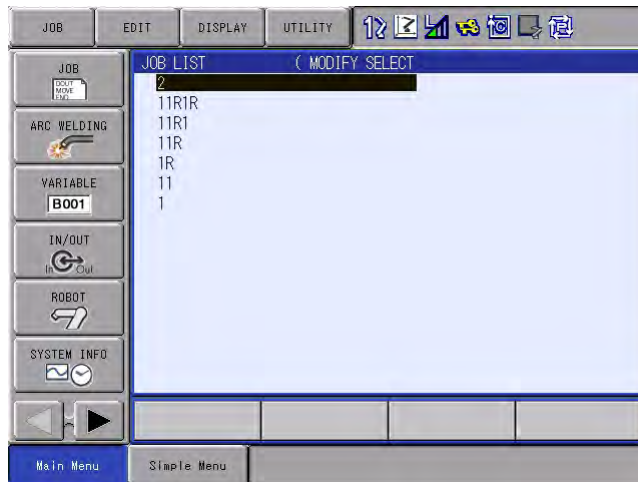 JOB EDIT DISPLAY UTILITY
JOB LIST ( MODIFY SELECT
2
11R1R
11R1
11R
1R
11
1
JOB
DOUT
MOVE
END
ARC WELDING
VARIABLE
B001
IN/OUT
In Out
ROBOT
SYSTEM INFO
Main Menu Simple Menu